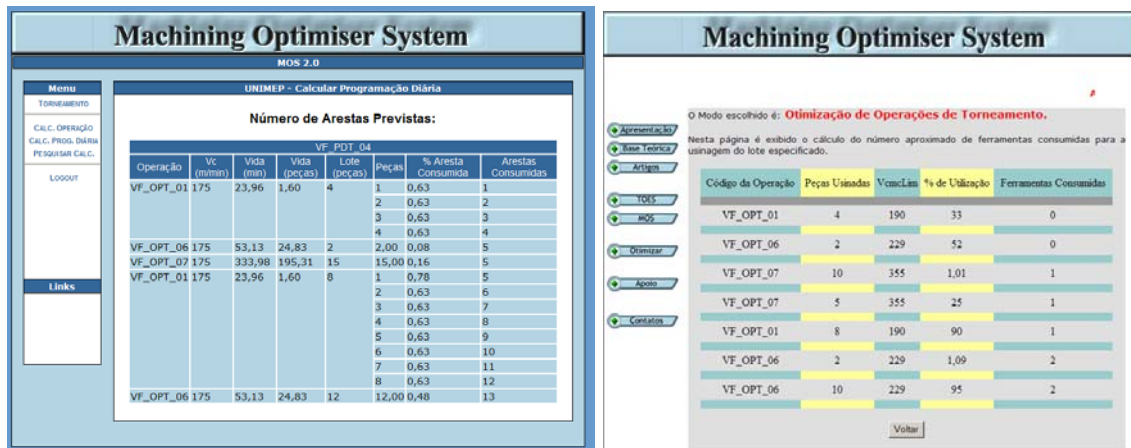 Machining Optimiser System
MOS 2.0
Menu
TORNEAMENTO
CALC. OPERAÇÃO
CALC. PROG. DIÁRIA
PESQUISAR CALC.
LOGOUT
Links
UNIMEP - Calcular Programação Diária
Número de Arestas Previstas:
VF_PDT_04
Operação Vc (m/min) Vida (min) Vida (peças) Lote (peças) Peças % Aresta Consumida Arestas Consumidas
VF_OPT_01 175 23,96 1,60 4 1 0,63 1
2 0,63 2
3 0,63 3
4 0,63 4
VF_OPT_06 175 53,13 24,83 2 2,00 0,08 5
VF_OPT_07 175 333,98 195,31 15 15,00 0,16 5
VF_OPT_01 175 23,96 1,60 8 1 0,78 5
2 0,63 6
3 0,63 7
4 0,63 8
5 0,63 9
6 0,63 10
7 0,63 11
8 0,63 12
VF_OPT_06 175 53,13 24,83 12 12,00 0,48 13
Machining Optimiser System
Apresentação
Base Teórica
Artigos
TOES
MOS
Otimizar
Apoio
Contatos
O Modo escolhido é: Otimização de Operações de Torneamento.
Nesta página é exibido o cálculo do número aproximado de ferramentas consumidas para a
usinagem do lote especificado.
Código da Operação Peças Usinadas VcmcLim % de Utilização Ferramentas Consumidas
VF_OPT_01 4 190 33 0
VF_OPT_06 2 229 52 0
VF_OPT_07 10 355 1,01 1
VF_OPT_07 5 355 25 1
VF_OPT_01 8 190 90 1
VF_OPT_06 2 229 1,09 2
VF_OPT_06 10 229 95 2
Voltar